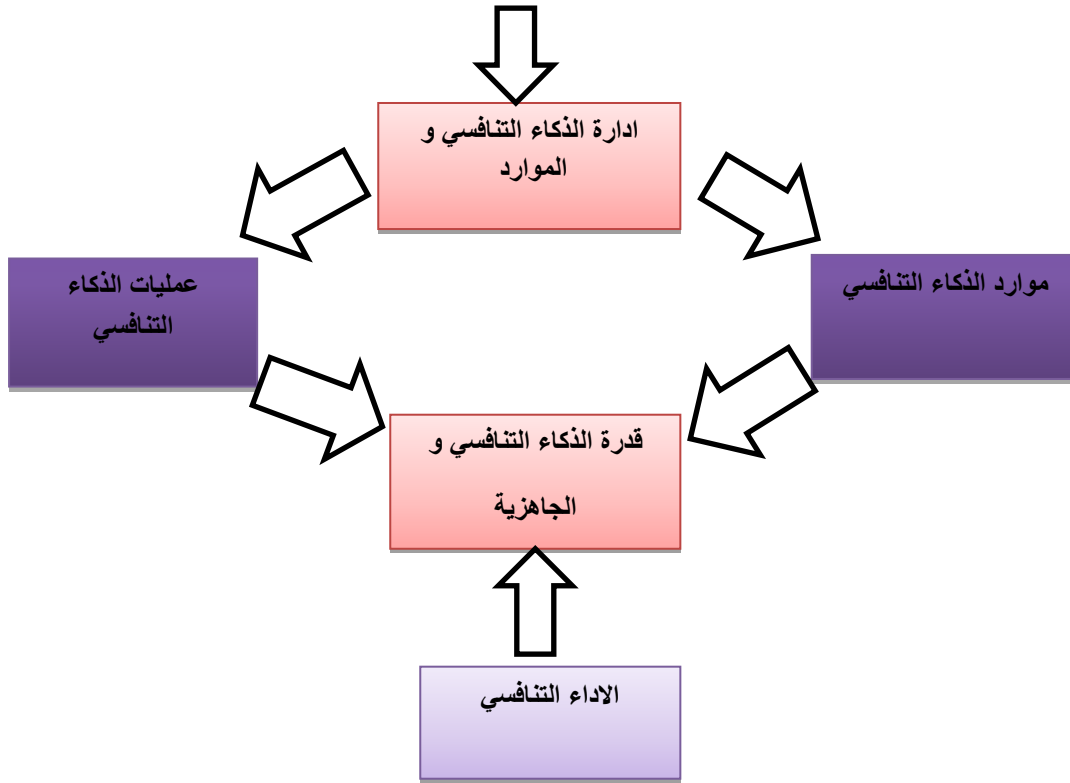 ادارة الذكاء التنافسي و
الموارد
موارد الذكاء التنافسي
عمليات الذكاء
التنافسي
قدرة الذكاء التنافسي و
الجاهزية
الاداء التنافسي